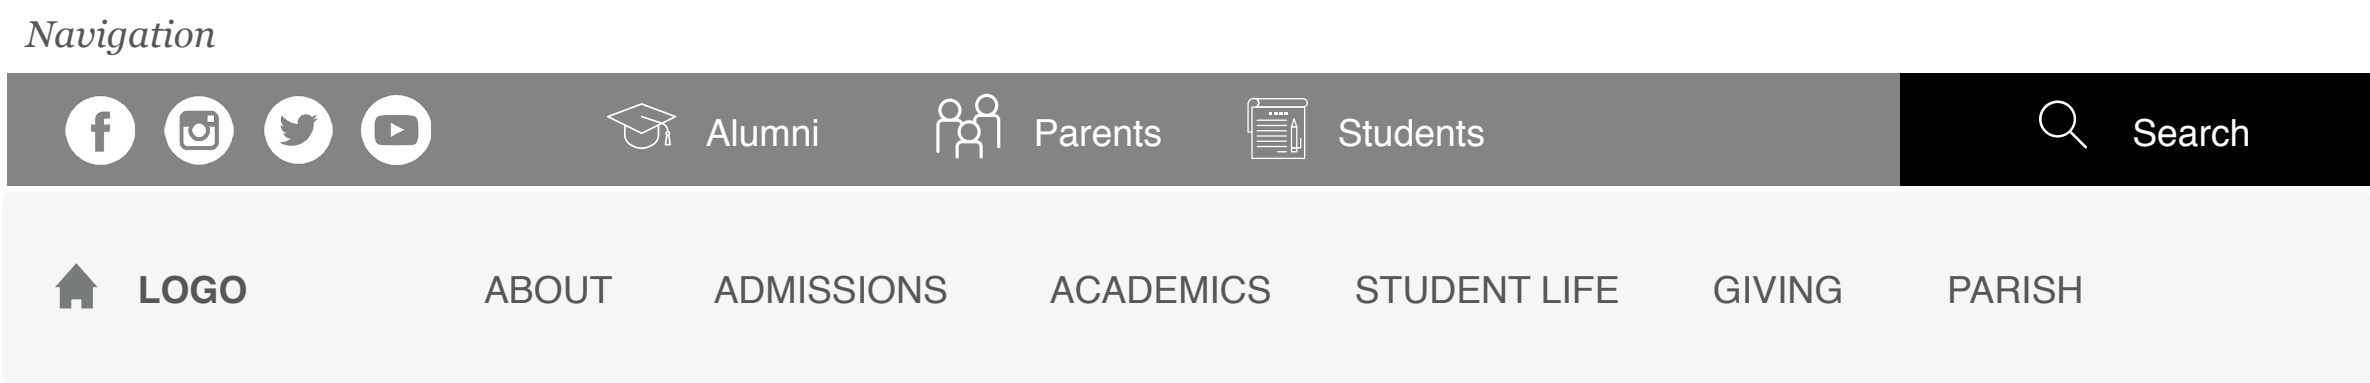 Navigation
Alumni Parents Students Search
LOGO ABOUT ADMISSIONS ACADEMICS STUDENT LIFE GIVING PARISH